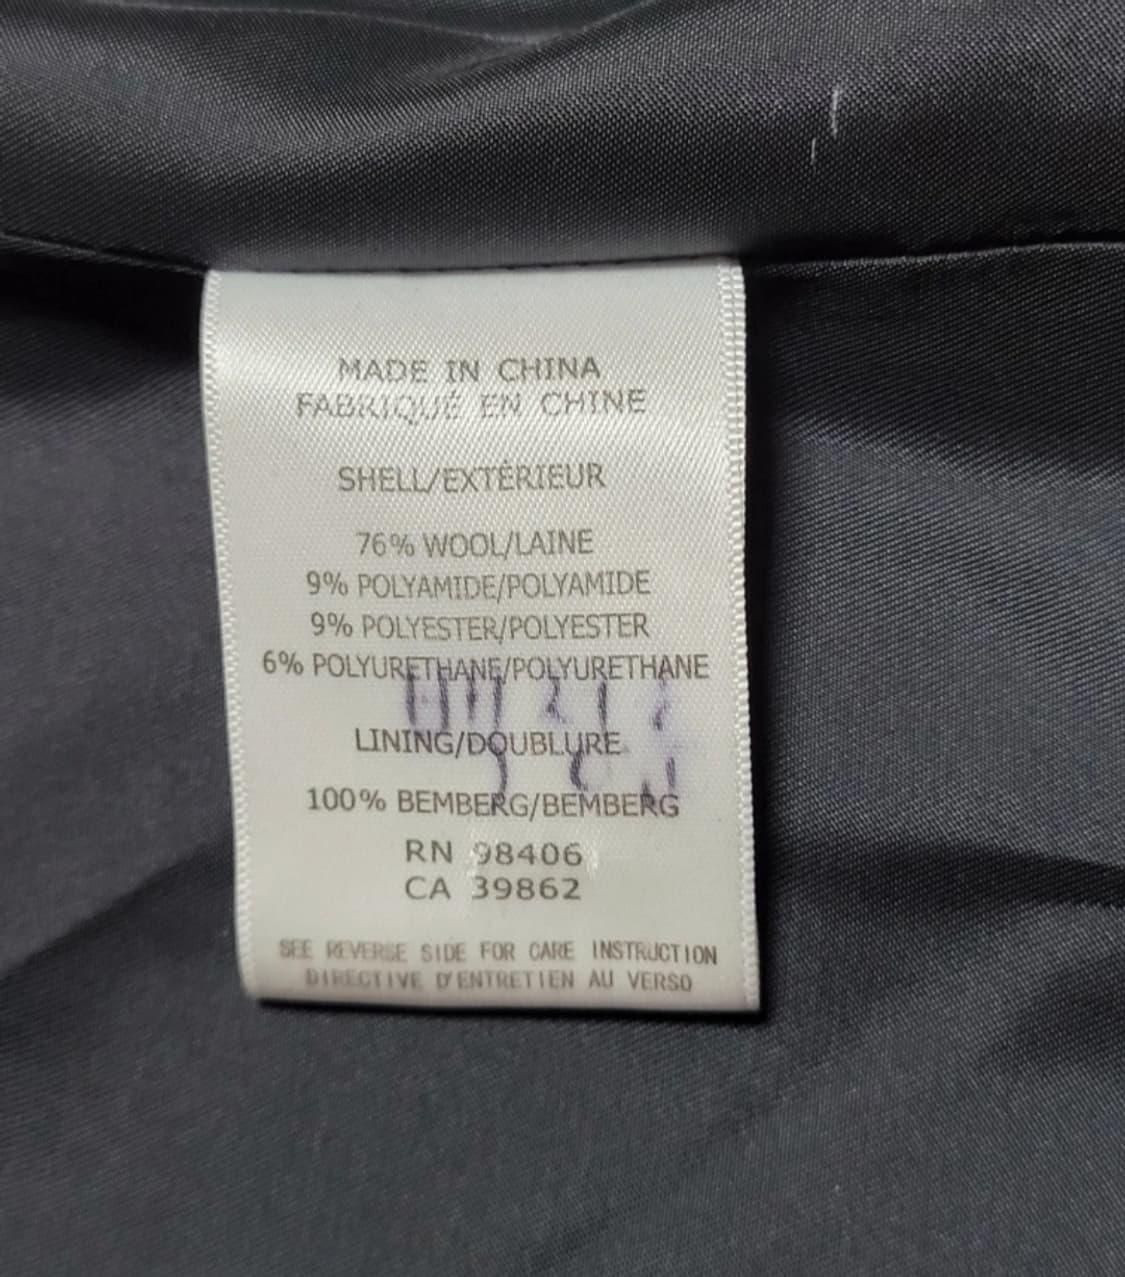 MADE IN CHINA
FABRIQUÉ EN CHINE
SHELL/EXTÉRIEUR
76% WOOL/LAINE
9% POLYAMIDE/POLYAMIDE
9% POLYESTER/POLYESTER
6% POLYURETHANE/POLYURETHANE
LINING/DOUBLURE
100% BEMBERG/BEMBERG
RN 98406
CA 39862
SEE REVERSE SIDE FOR CARE INSTRUCTION
DIRECTIVE D'ENTRETIEN AU VERSO